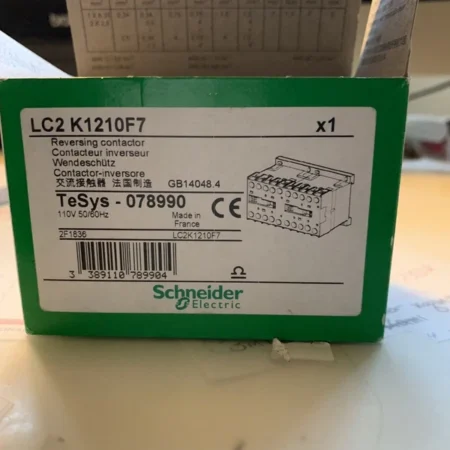 LC2 K1210F7 x1
Reversing contactor
Contacteur inverseur
Wendeschütz
Contactor-inversore
交流接触器 法国制造 GB14048.4
TeSys - 078990
110V 50/60Hz Made in
France
2F1836 LC2K1210F7
3 389110 789904
Schneider
Electric